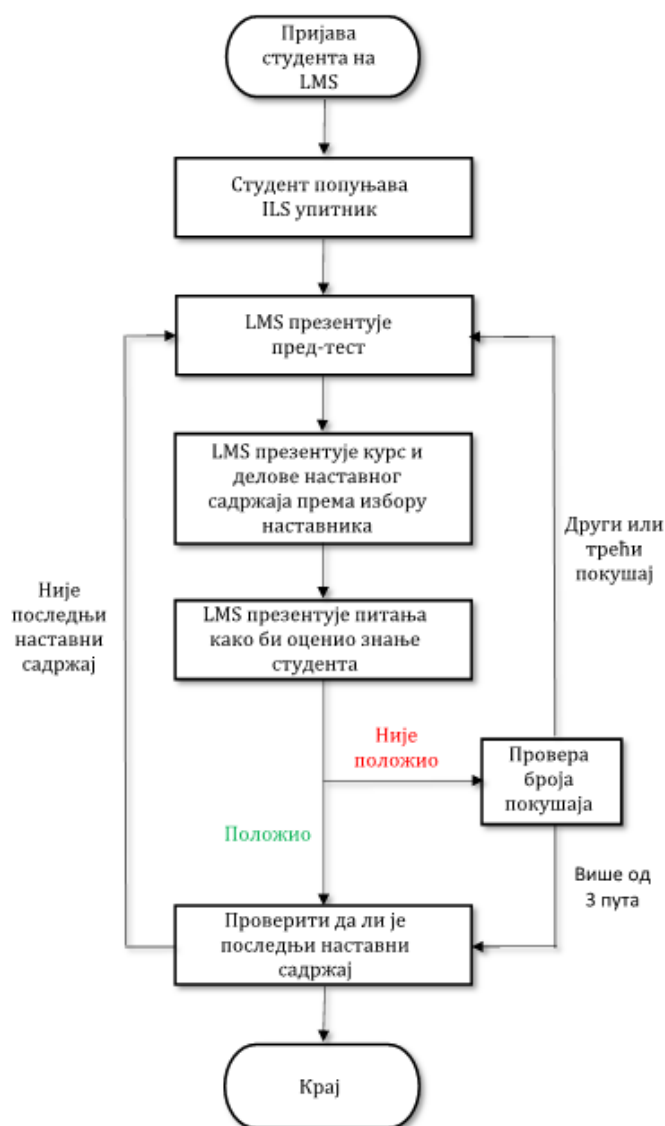 Пријава
студента на
LMS
Студент попуњава
ILS упитник
LMS презентује
пред-тест
LMS презентује курс и
делове наставног
садржаја према избору
наставника
Други или
трећи
покушај
Није
последњи
наставни
садржај
LMS презентује питања
како би оценио знање
студента
Није
положио
Провера
броја
покушаја
Положио
Више од
3 пута
Проверити да ли је
последњи наставни
садржај
Крај